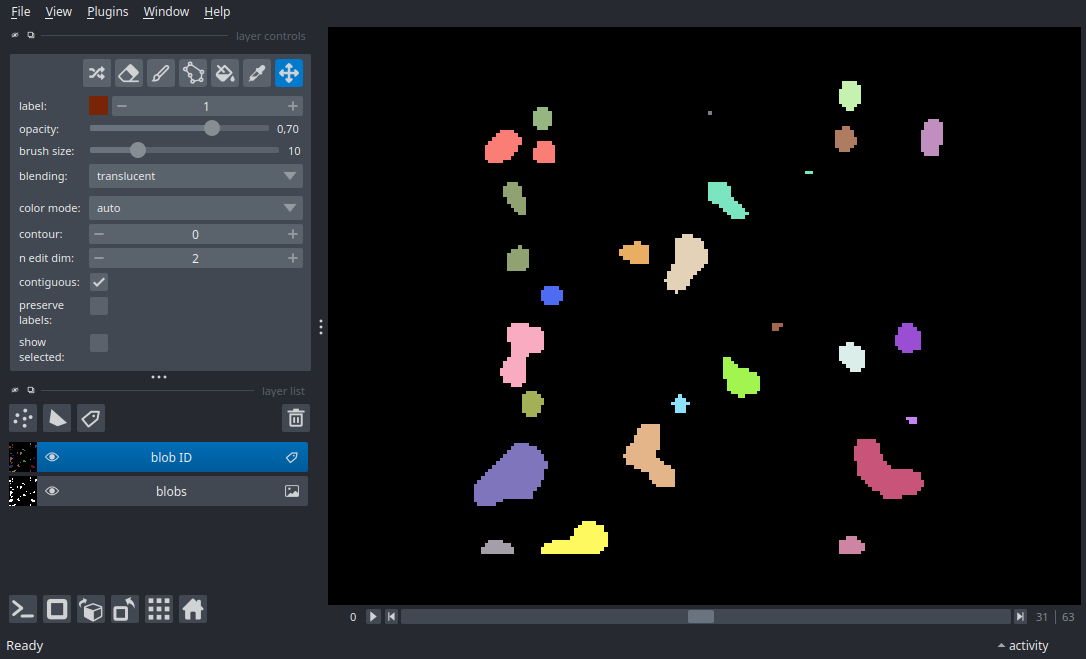 File View Plugins Window Help
layer controls
label: 1
opacity: 0,70
brush size: 10
blending: translucent
color mode: auto
contour: 0
n edit dim: 2
contiguous:
preserve
labels:
show
selected:
layer list
blob ID
blobs
0 31 63
Ready activity